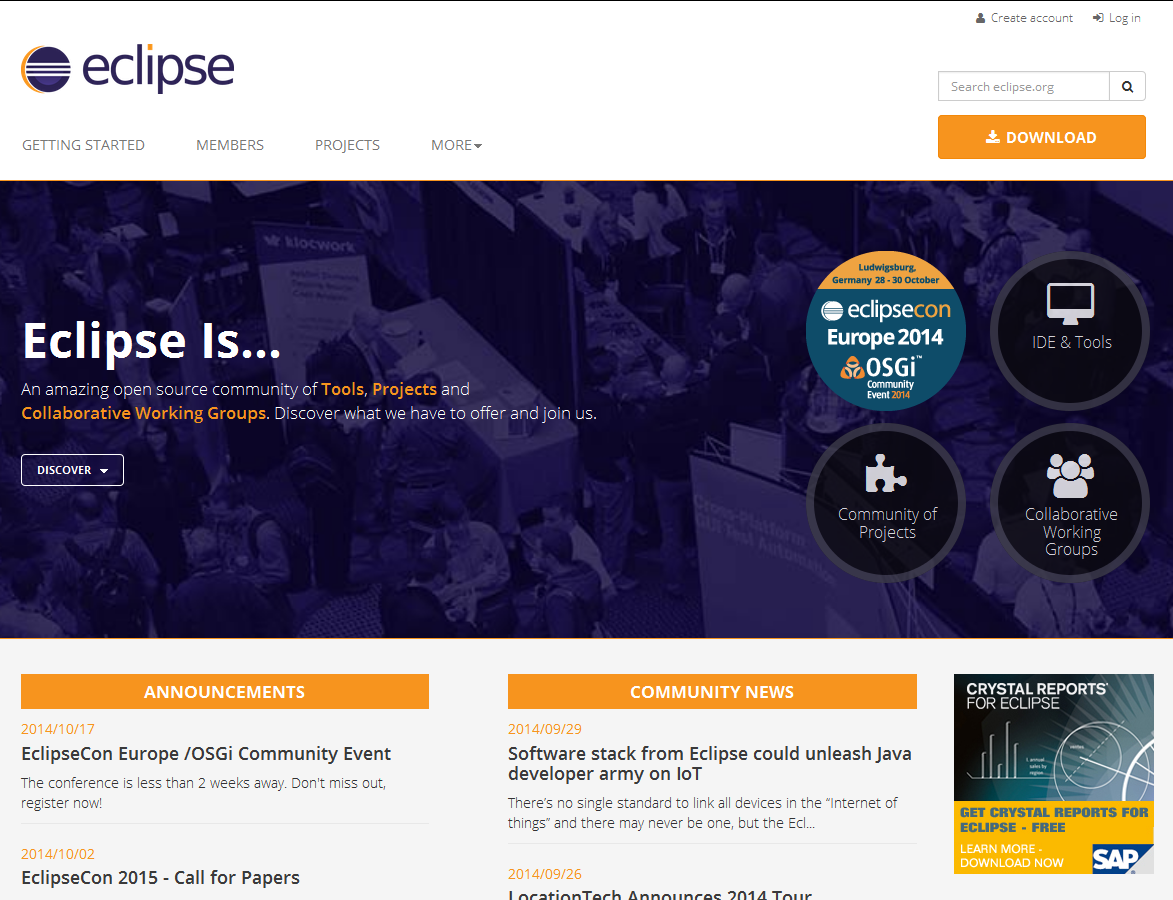 Create account Log in
eclipse
Search eclipse.org
GETTING STARTED MEMBERS PROJECTS MORE
DOWNLOAD
klocwork
Ludwigsburg,
Germany 28 - 30 October
eclipsecon
Europe 2014
OSGi™
Community
Event 2014
IDE & Tools
Eclipse Is...
An amazing open source community of Tools, Projects and
Collaborative Working Groups. Discover what we have to offer and join us.
DISCOVER
Community of
Projects
Collaborative
Working
Groups
ANNOUNCEMENTS
2014/10/17
EclipseCon Europe /OSGi Community Event
The conference is less than 2 weeks away. Don't miss out,
register now!
2014/10/02
EclipseCon 2015 - Call for Papers
COMMUNITY NEWS
2014/09/29
Software stack from Eclipse could unleash Java
developer army on IoT
There’s no single standard to link all devices in the “Internet of
things” and there may never be one, but the Ecl...
2014/09/26
LocationTech Announces 2014 Tour
CRYSTAL REPORTS®
FOR ECLIPSE
GET CRYSTAL REPORTS FOR
ECLIPSE - FREE
LEARN MORE -
DOWNLOAD NOW
SAP